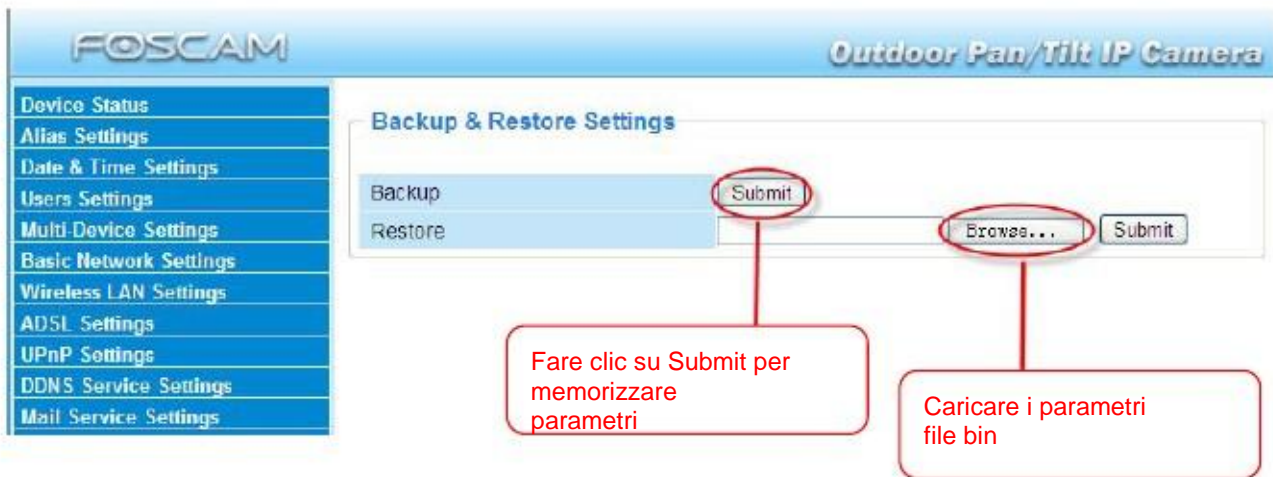 FOSCAM
Outdoor Pan/Tilt IP Camera
Device Status
Alias Settings
Date & Time Settings
Users Settings
Multi-Device Settings
Basic Network Settings
Wireless LAN Settings
ADSL Settings
UPnP Settings
DDNS Service Settings
Mail Service Settings
Backup & Restore Settings
Backup
Submit
Restore
Browse...
Submit
Fare clic su Submit per
memorizzare
parametri
Caricare i parametri
file bin